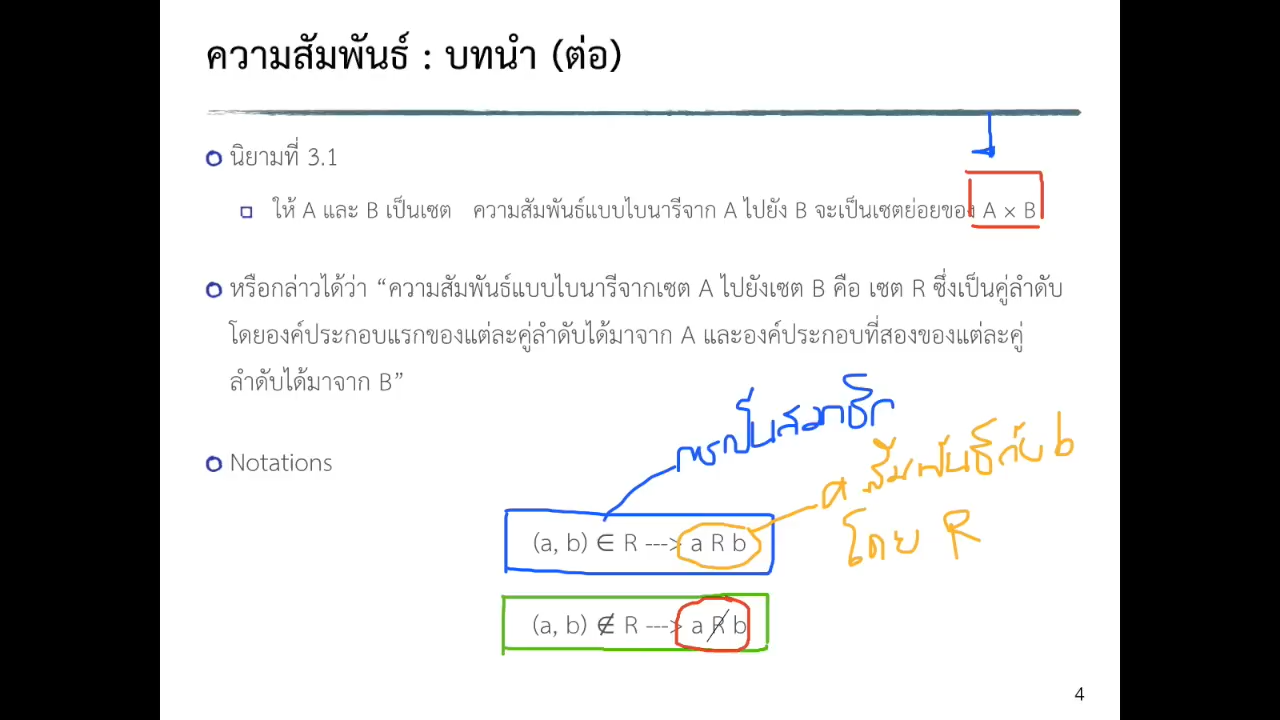 ความสัมพันธ์ : บทนำ (ต่อ)
นิยามที่ 3.1
ให้ A และ B เป็นเซต ความสัมพันธ์แบบไบนารีจาก A ไปยัง B จะเป็นเซตย่อยของ A × B
หรือกล่าวได้ว่า “ความสัมพันธ์แบบไบนารีจากเซต A ไปยังเซต B คือ เซต R ซึ่งเป็นคู่ลำดับ
โดยองค์ประกอบแรกของแต่ละคู่ลำดับได้มาจาก A และองค์ประกอบที่สองของแต่ละคู่
ลำดับได้มาจาก B”
การเป็นสมาชิก
Notations
a สัมพันธ์กับ b
โดย R
(a, b) ∈ R ---> a R b
(a, b) ∉ R ---> a R̸ b
4